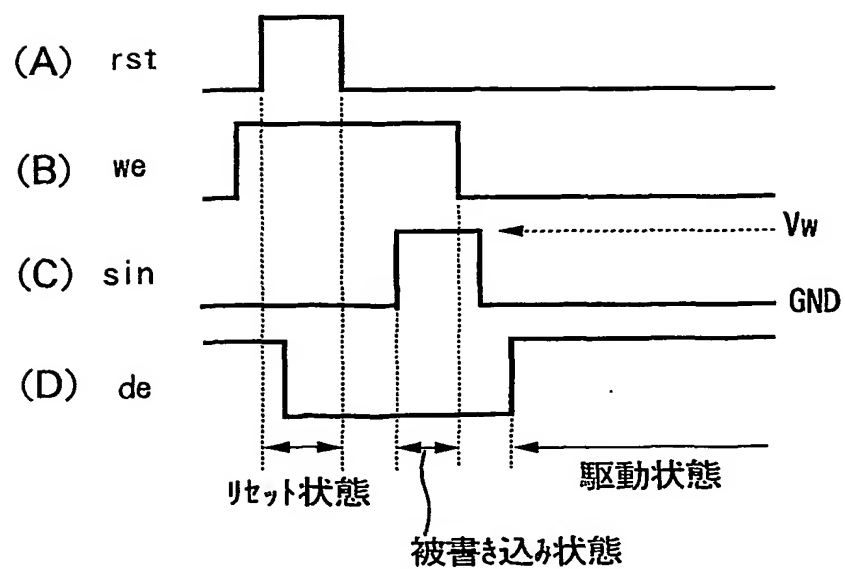 (A) rst
(B) we
(C) sin
Vw
GND
(D) de
リセット状態
駆動状態
被書き込み状態